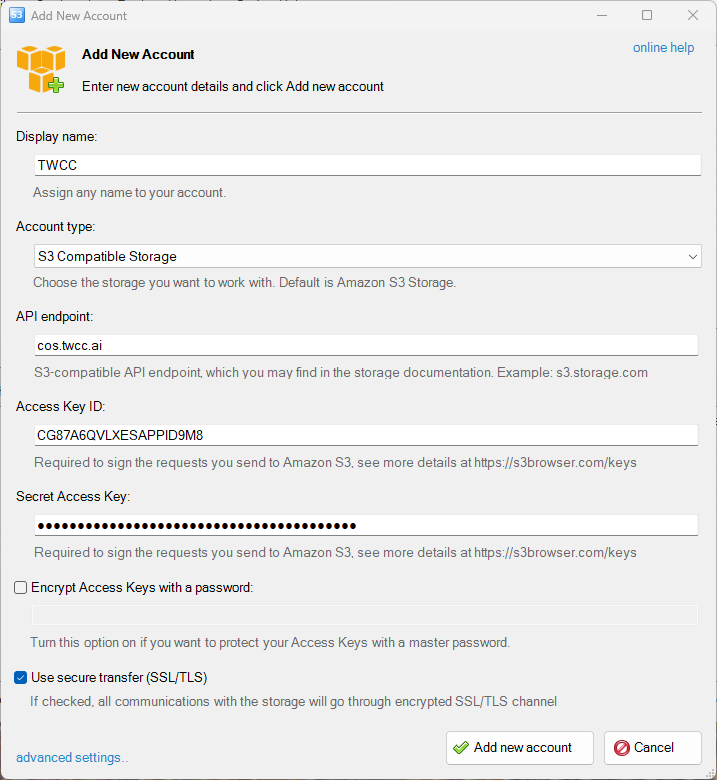 S3 Add New Account
Add New Account
online help
Enter new account details and click Add new account
Display name:
TWCC
Assign any name to your account.
Account type:
S3 Compatible Storage
Choose the storage you want to work with. Default is Amazon S3 Storage.
API endpoint:
cos.twcc.ai
S3-compatible API endpoint, which you may find in the storage documentation. Example: s3.storage.com
Access Key ID:
CG87A6QVLXESAPPID9M8
Required to sign the requests you send to Amazon S3, see more details at https://s3browser.com/keys
Secret Access Key:
●●●●●●●●●●●●●●●●●●●●●●●●●●●●●●●●●●●●●●●●
Required to sign the requests you send to Amazon S3, see more details at https://s3browser.com/keys
Encrypt Access Keys with a password:
Turn this option on if you want to protect your Access Keys with a master password.
Use secure transfer (SSL/TLS)
If checked, all communications with the storage will go through encrypted SSL/TLS channel
advanced settings..
Add new account
Cancel